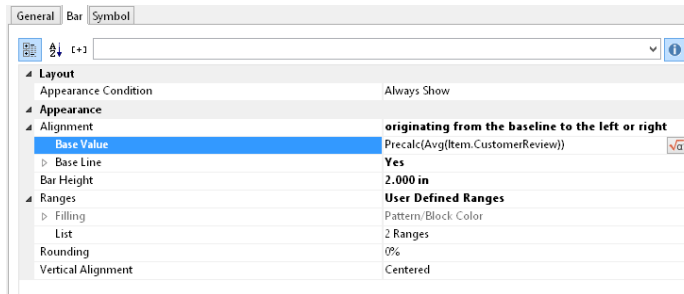 General Bar Symbol
Layout
Appearance Condition Always Show
Appearance
Alignment originating from the baseline to the left or right
Base Value Precalc(Avg(Item.CustomerReview))
Base Line Yes
Bar Height 2.000 in
Ranges User Defined Ranges
Filling Pattern/Block Color
List 2 Ranges
Rounding 0%
Vertical Alignment Centered